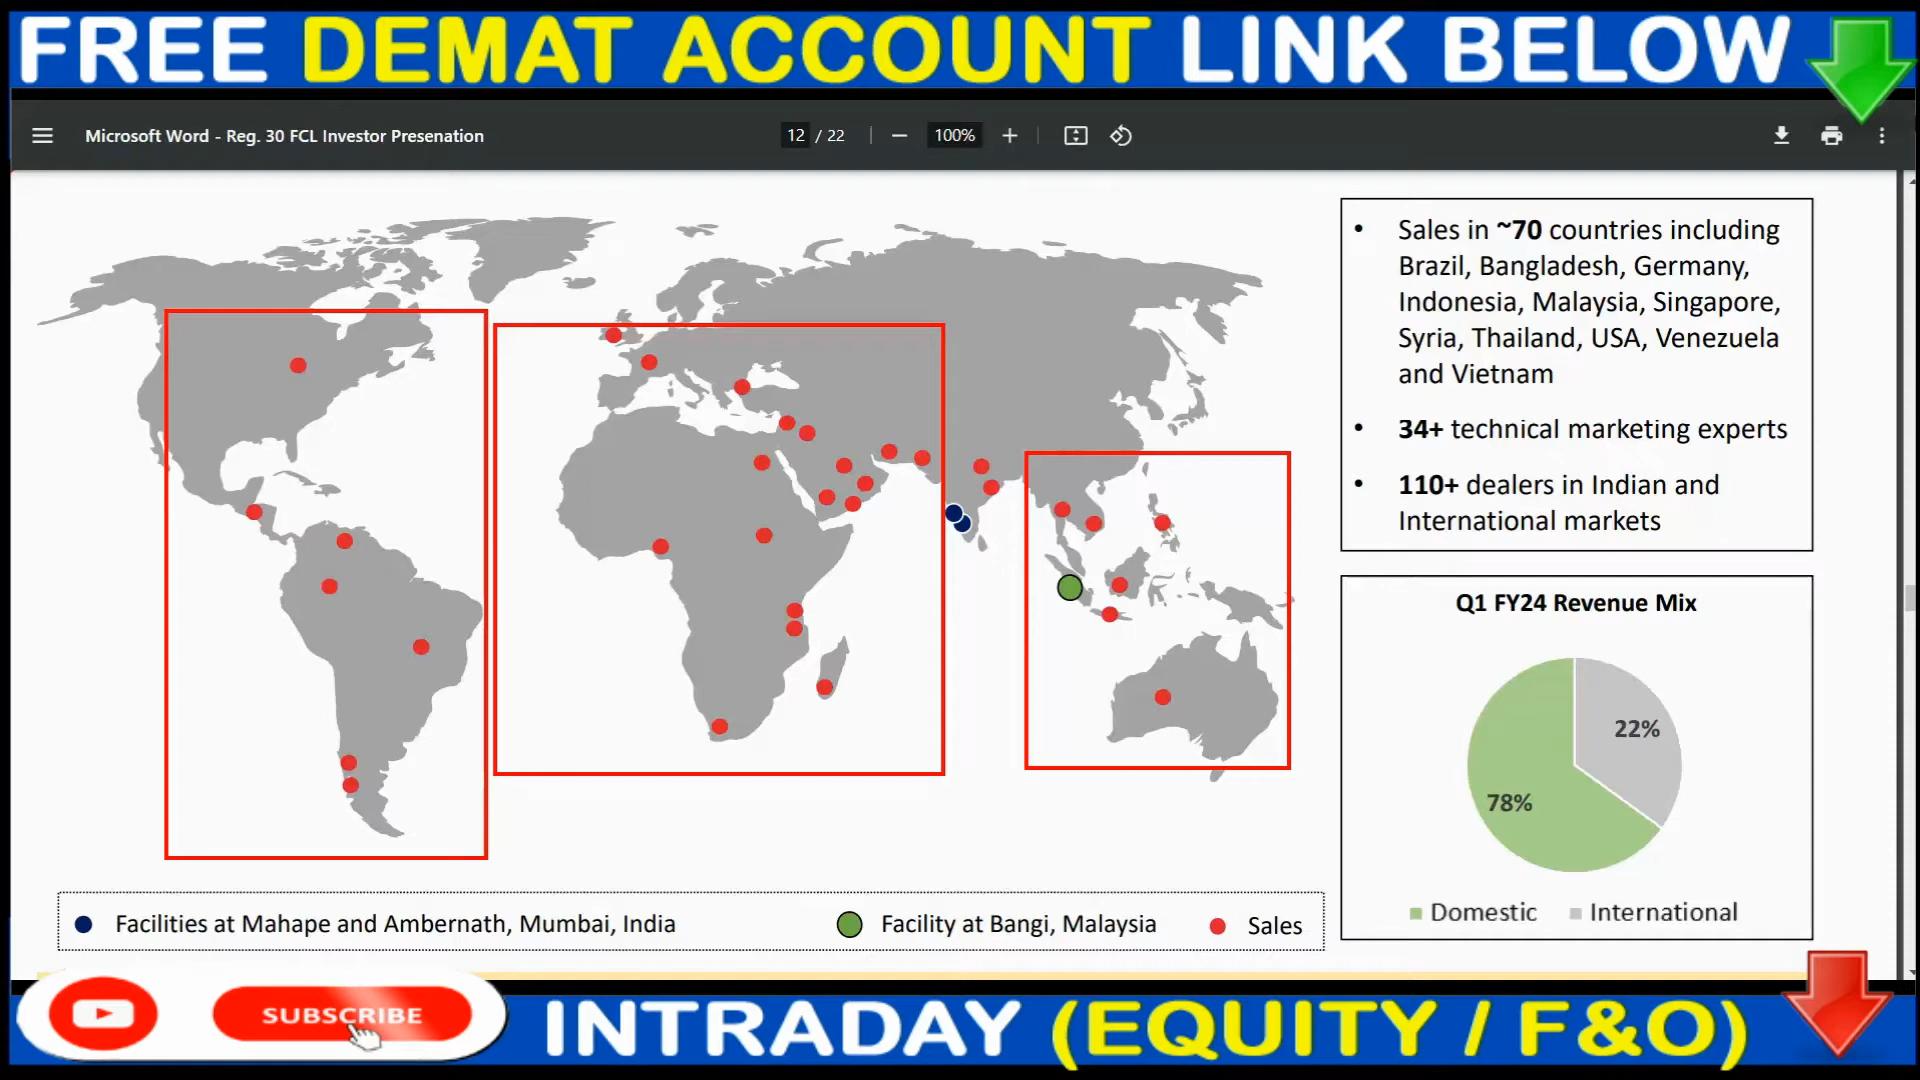 FREE DEMAT ACCOUNT LINK BELOW
Microsoft Word - Reg. 30 FCL Investor Presenation
12 / 22
100%
• Sales in ~70 countries including
Brazil, Bangladesh, Germany,
Indonesia, Malaysia, Singapore,
Syria, Thailand, USA, Venezuela
and Vietnam
• 34+ technical marketing experts
• 110+ dealers in Indian and
International markets
Q1 FY24 Revenue Mix
22%
78%
Domestic International
Facilities at Mahape and Ambernath, Mumbai, India Facility at Bangi, Malaysia Sales
SUBSCRIBE
INTRADAY (EQUITY / F&O)